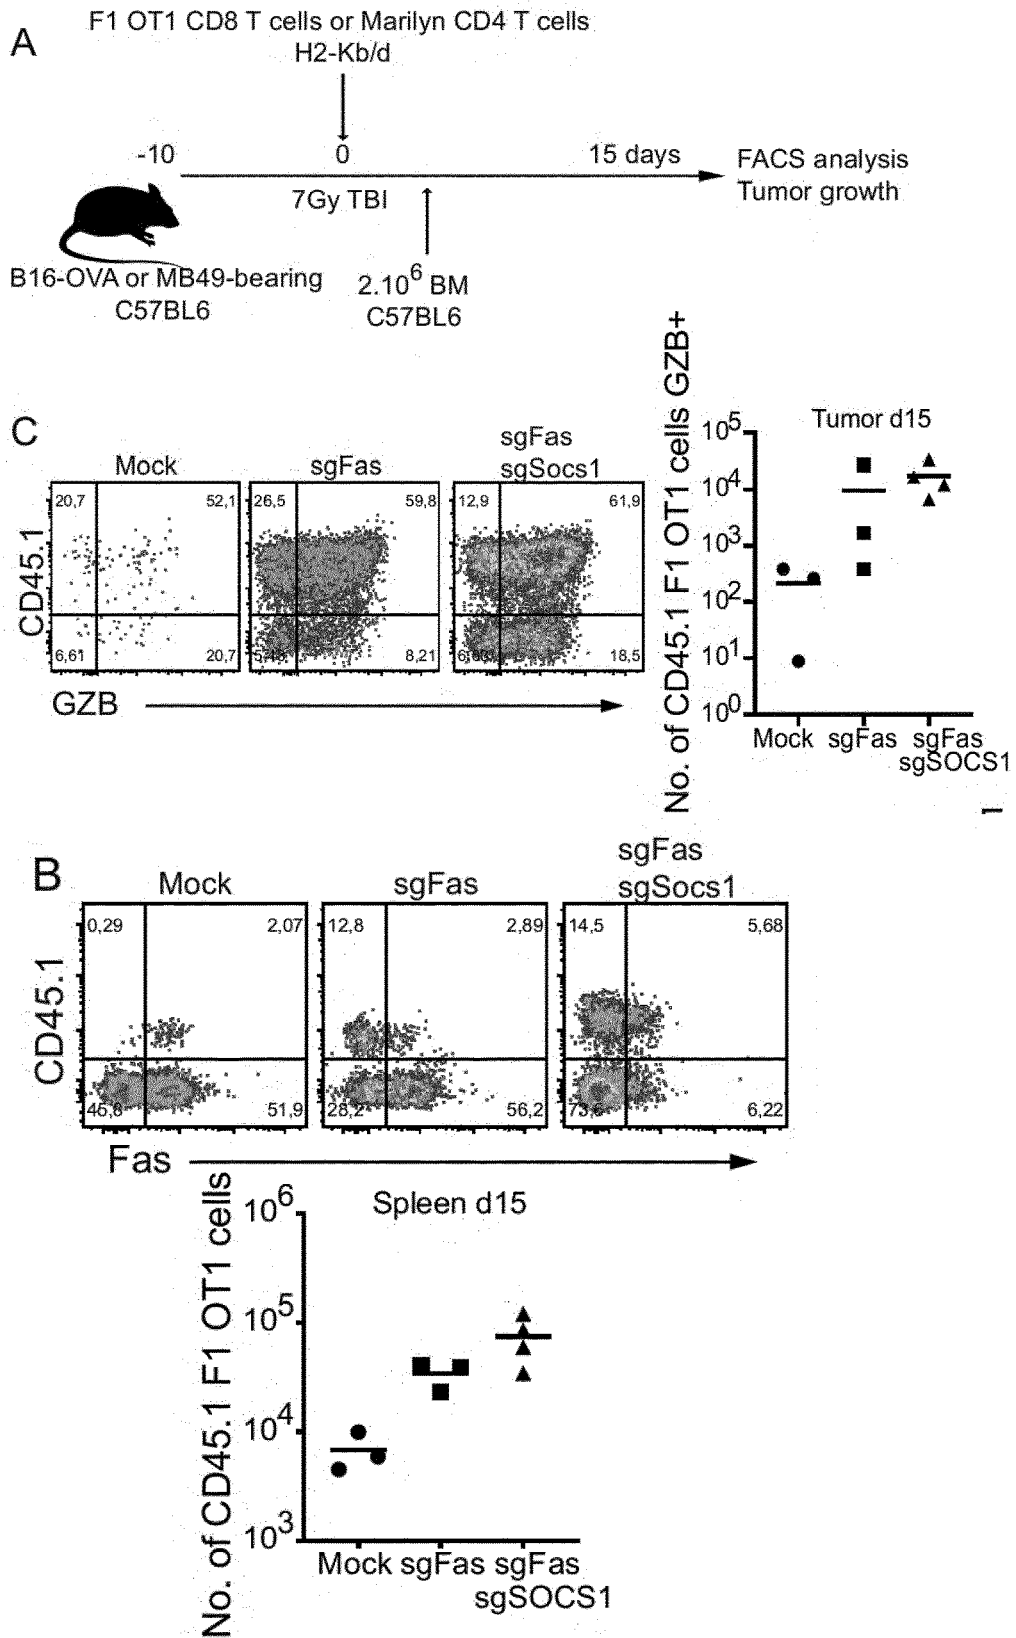 A
F1 OT1 CD8 T cells or Marilyn CD4 T cells
H2-Kb/d
-10
0
15 days
FACS analysis
Tumor growth
7Gy TBI
B16-OVA or MB49-bearing
C57BL6
2.10^6 BM
C57BL6
C
Mock
sgFas
sgFas
sgSocs1
20,7
52,1
26,5
59,8
12,9
61,9
CD45.1
6,61
20,7
8,21
18,5
GZB
No. of CD45.1 F1 OT1 cells GZB+
Tumor d15
10^5
10^4
10^3
10^2
10^1
10^0
Mock
sgFas
sgFas
sgSOCS1
B
Mock
sgFas
sgFas
sgSocs1
0,29
2,07
12,8
2,89
14,5
5,68
CD45.1
45,8
51,9
28,2
56,2
6,22
Fas
No. of CD45.1 F1 OT1 cells
Spleen d15
10^6
10^5
10^4
10^3
Mock
sgFas
sgFas
sgSOCS1